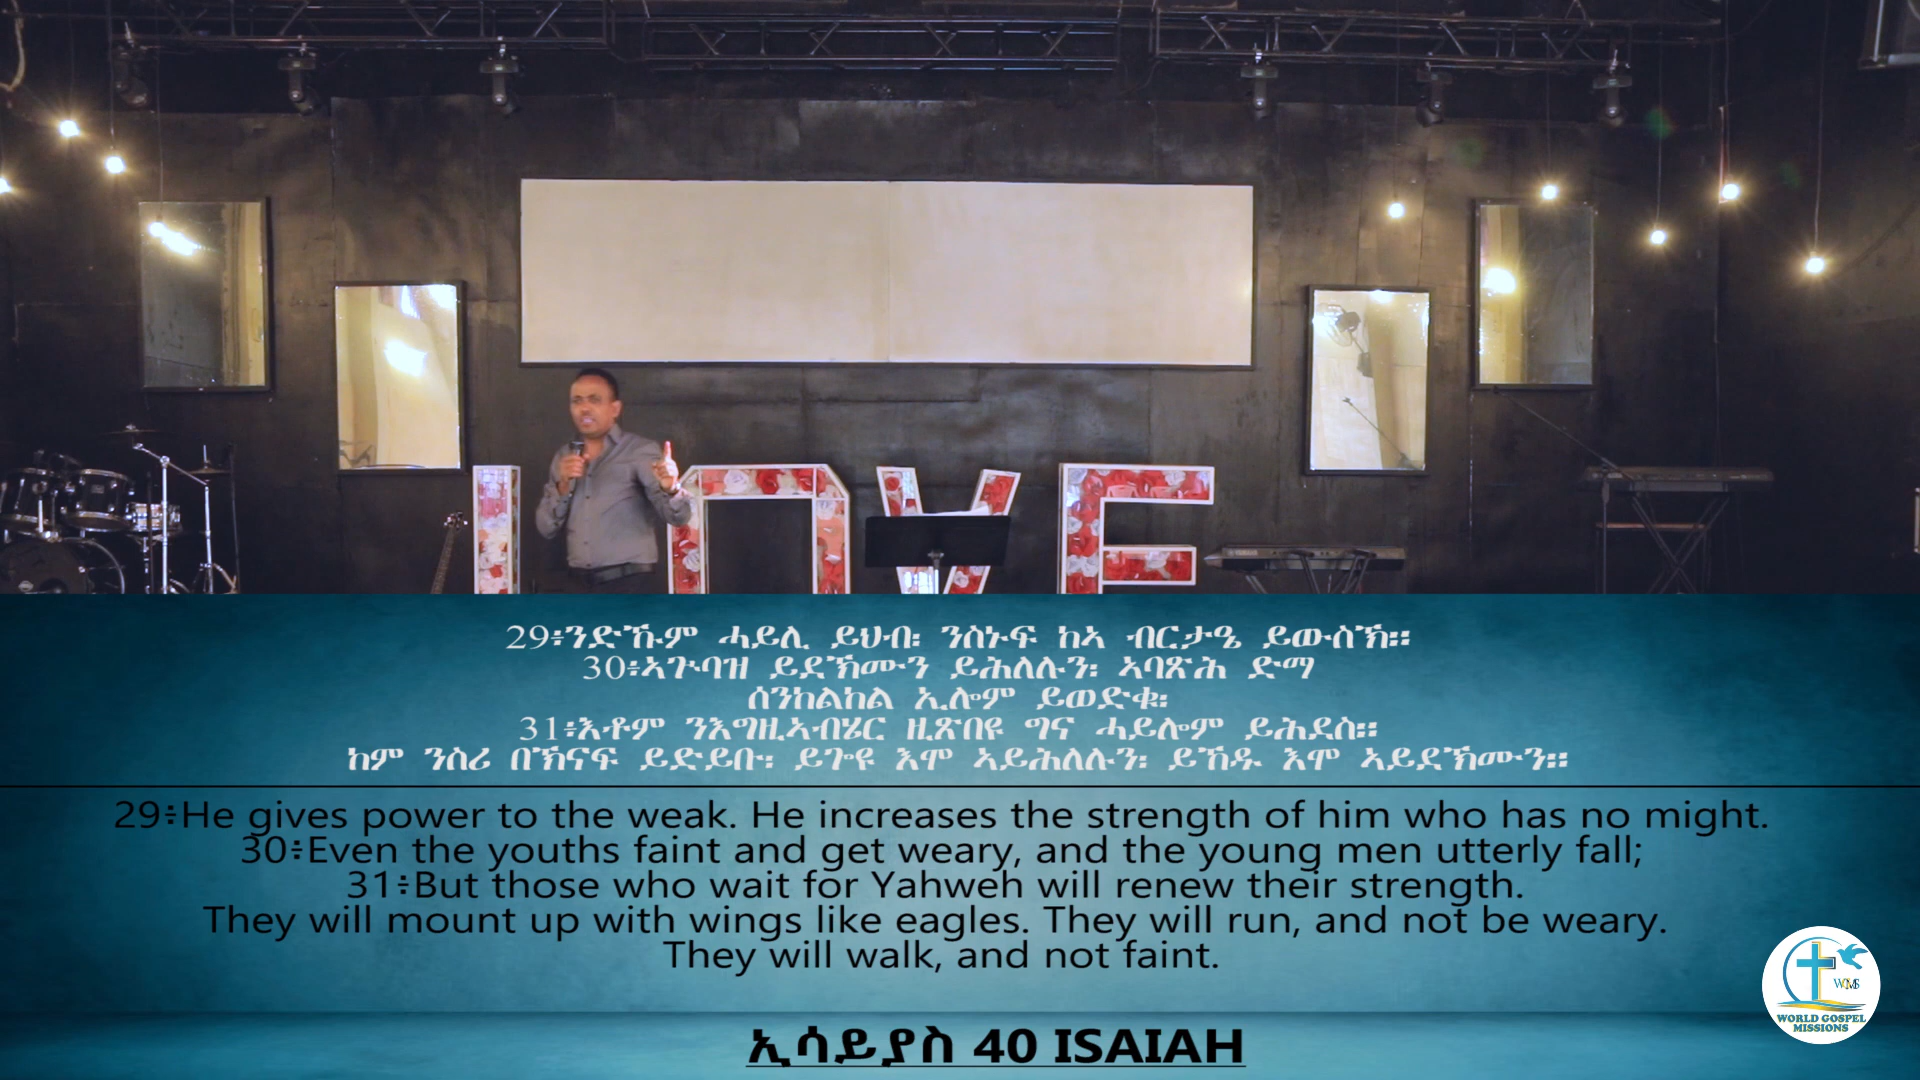 LOVE
29፥ንድኹም ሓይሊ ይህብ፡ ንስኑፍ ከኣ ብርታዔ ይውስኽ።
30፥ኣጕባዝ ይደኽሙን ይሕለሉን፡ ኣባጽሕ ድማ
ሰንከልከል ኢሎም ይወድቁ፡
31፥እቶም ንእግዚኣብሄር ዚጽበዩ ግና ሓይሎም ይሕደስ።
ከም ንስሪ በኽናፍ ይድይቡ፡ ይጐዩ እሞ ኣይሕለሉን፡ ይኸዱ እሞ ኣይደኽሙን።
29፥He gives power to the weak. He increases the strength of him who has no might.
30፥Even the youths faint and get weary, and the young men utterly fall;
31፥But those who wait for Yahweh will renew their strength.
They will mount up with wings like eagles. They will run, and not be weary.
They will walk, and not faint.
WGMS
WORLD GOSPEL
MISSIONS
ኢሳይያስ 40 ISAIAH